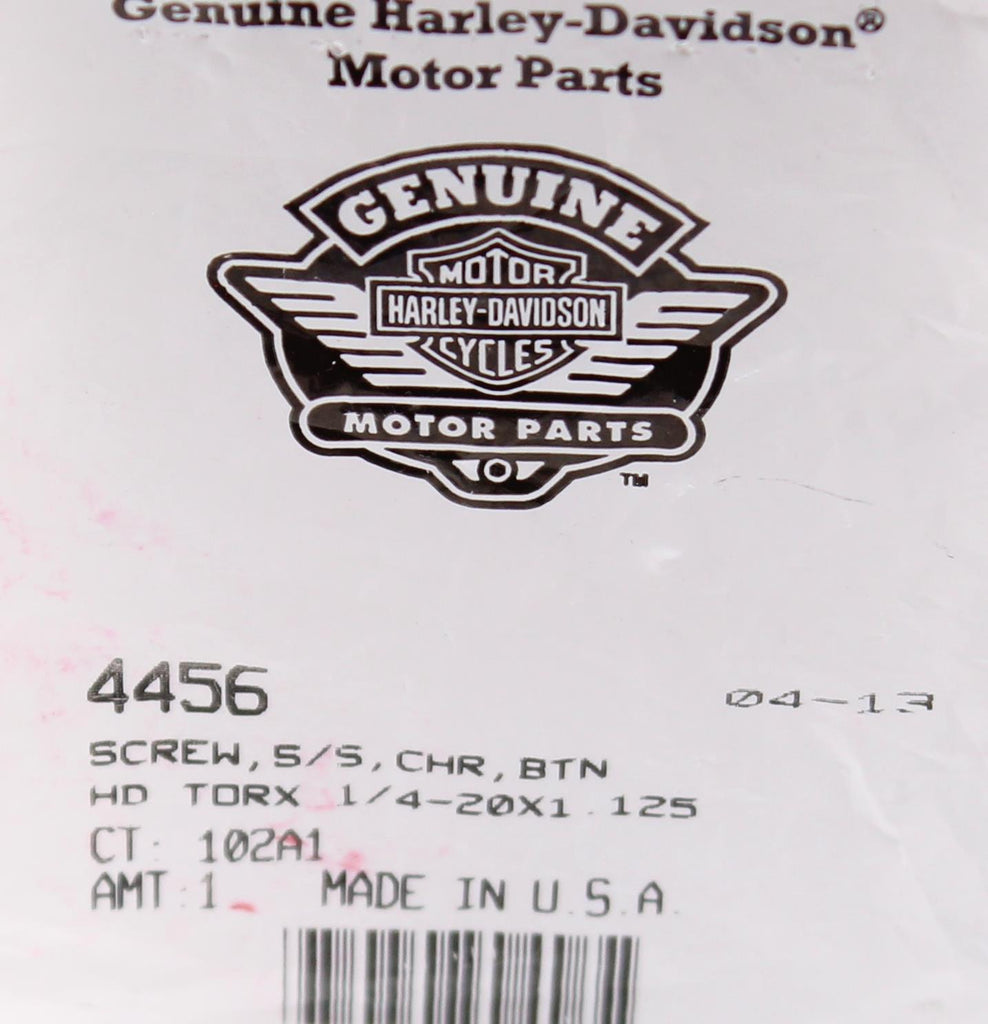 Genuine Harley-Davidson®
Motor Parts
GENUINE
MOTOR
HARLEY-DAVIDSON
CYCLES
MOTOR PARTS
TM
4456
04-13
SCREW,S/S,CHR,BTN
HD TORX 1/4-20X1.125
CT: 102A1
AMT:1 MADE IN U.S.A.